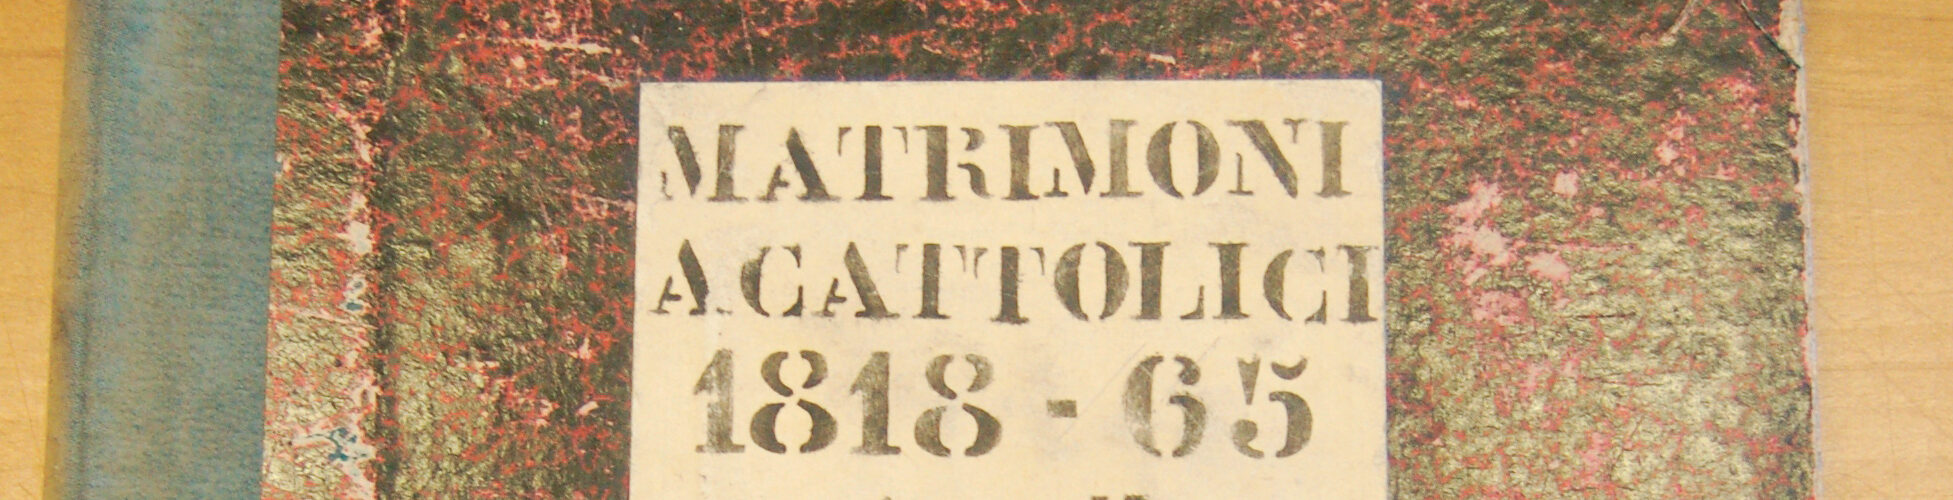 MATRIMONI
ACATTOLICI
1818-65